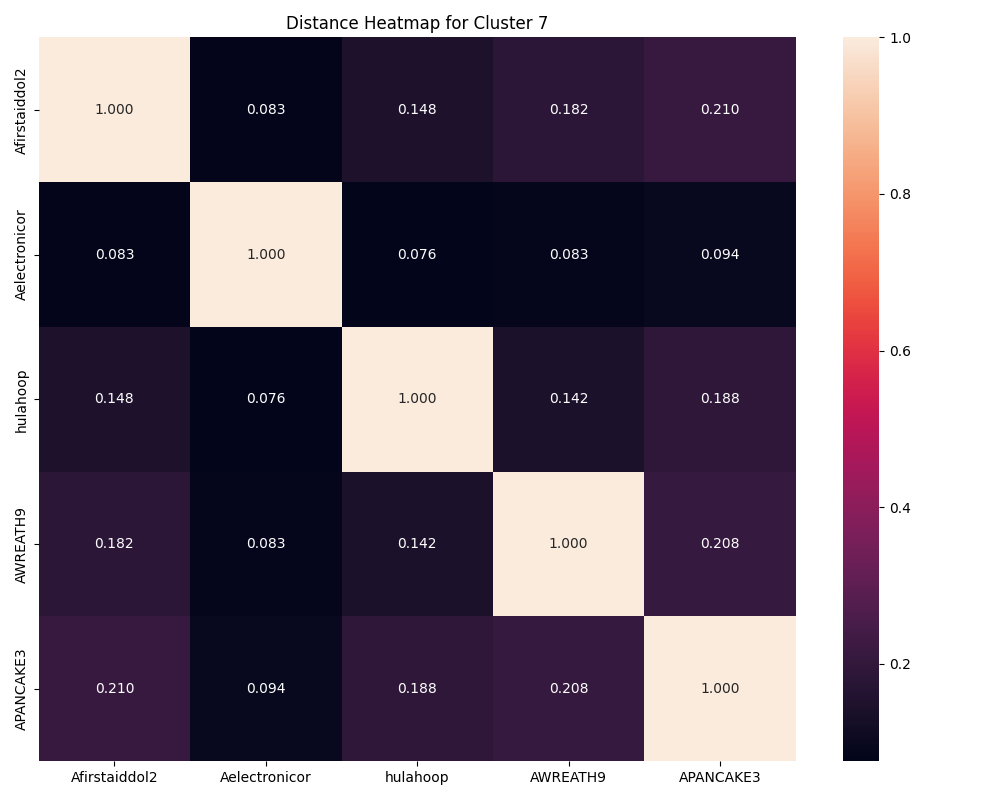 Distance Heatmap for Cluster 7
Afirstaiddol2 1.000 0.083 0.148 0.182 0.210
Aelectronicor 0.083 1.000 0.076 0.083 0.094
hulahoop 0.148 0.076 1.000 0.142 0.188
AWREATH9 0.182 0.083 0.142 1.000 0.208
APANCAKE3 0.210 0.094 0.188 0.208 1.000
Afirstaiddol2 Aelectronicor hulahoop AWREATH9 APANCAKE3
1.0
0.8
0.6
0.4
0.2